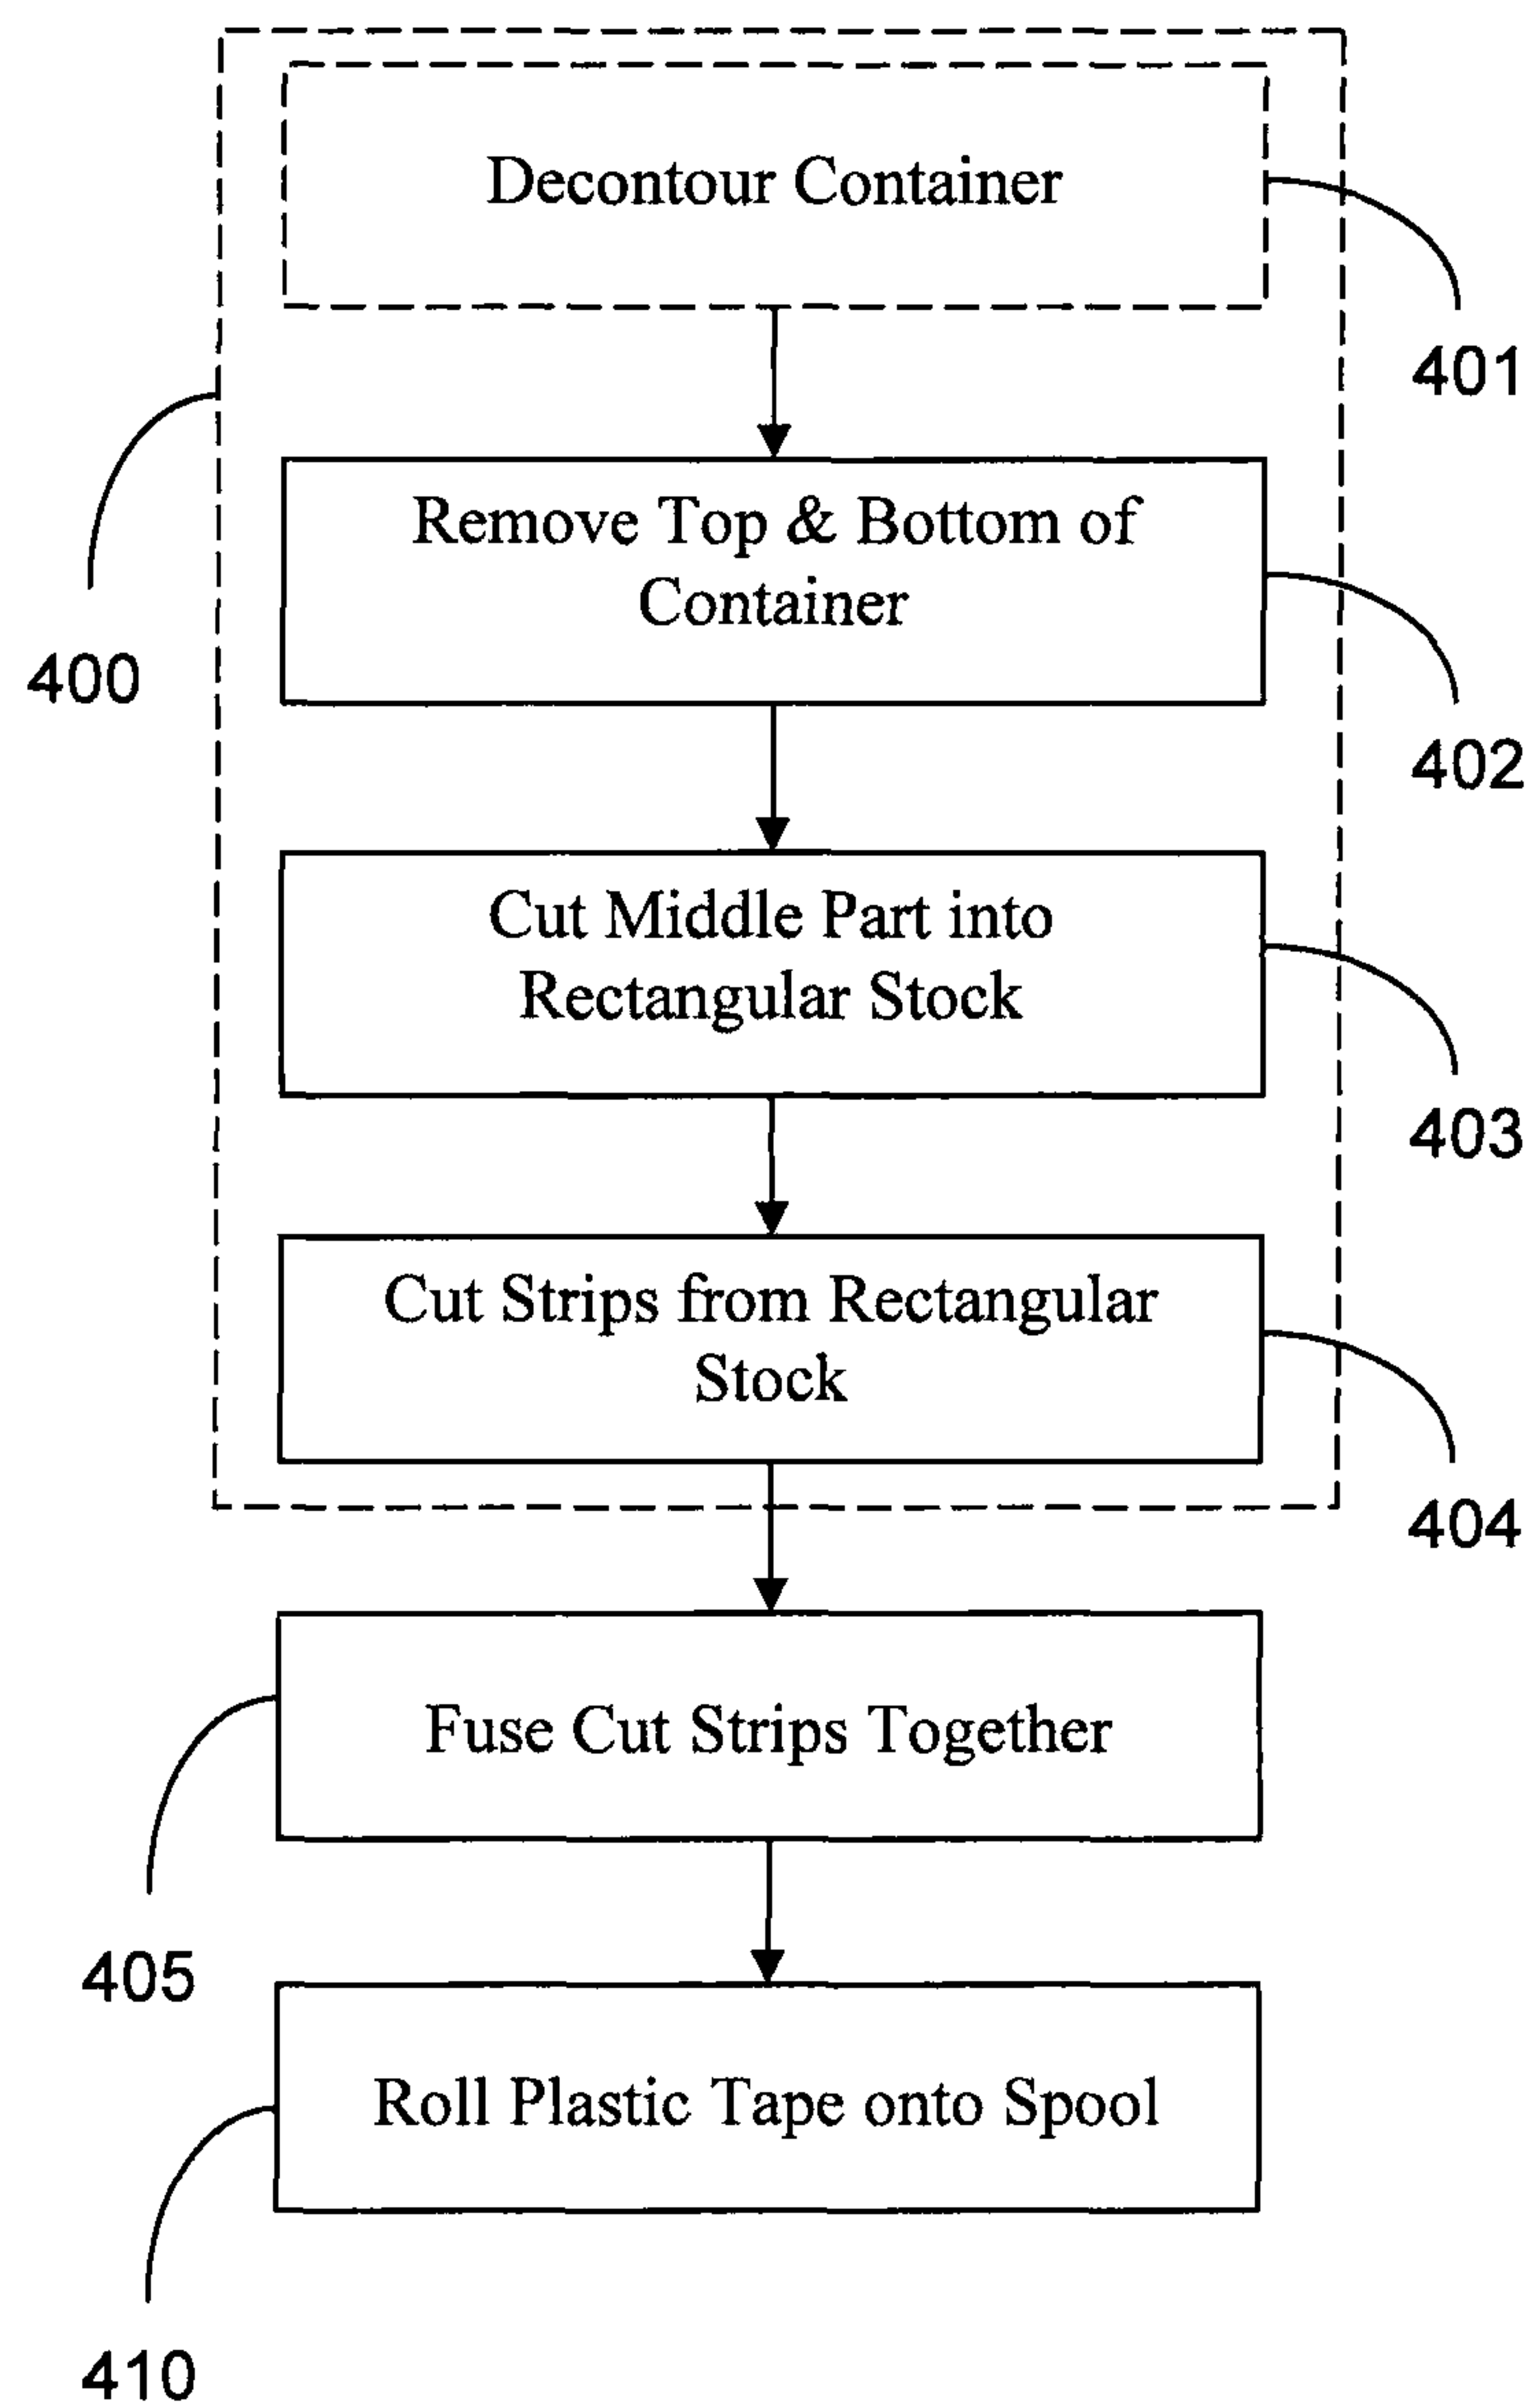 Decontour Container
401
Remove Top & Bottom of
Container
400
402
Cut Middle Part into
Rectangular Stock
403
Cut Strips from Rectangular
Stock
404
Fuse Cut Strips Together
405
Roll Plastic Tape onto Spool
410